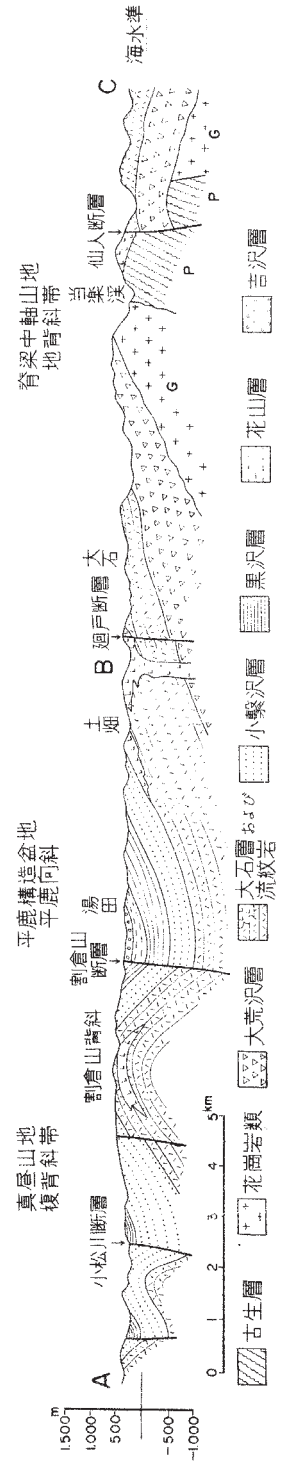 真昼山地
複背斜帯
平鹿構造盆地
平鹿向斜
脊梁中軸山地
地背斜帯
小松川断層
割倉山背斜
割倉山
断層
湯
田
土
畑
廻戸断層
大
石
当
楽
渓
仙人断層
A
B
C
海水準
m
1,500
1,000
500
-500
-1,000
G
P
P
G
0
1
2
3
4
5km
古生層
花崗岩類
大荒沢層
大石層および
流紋岩
小繋沢層
黒沢層
花山層
吉沢層